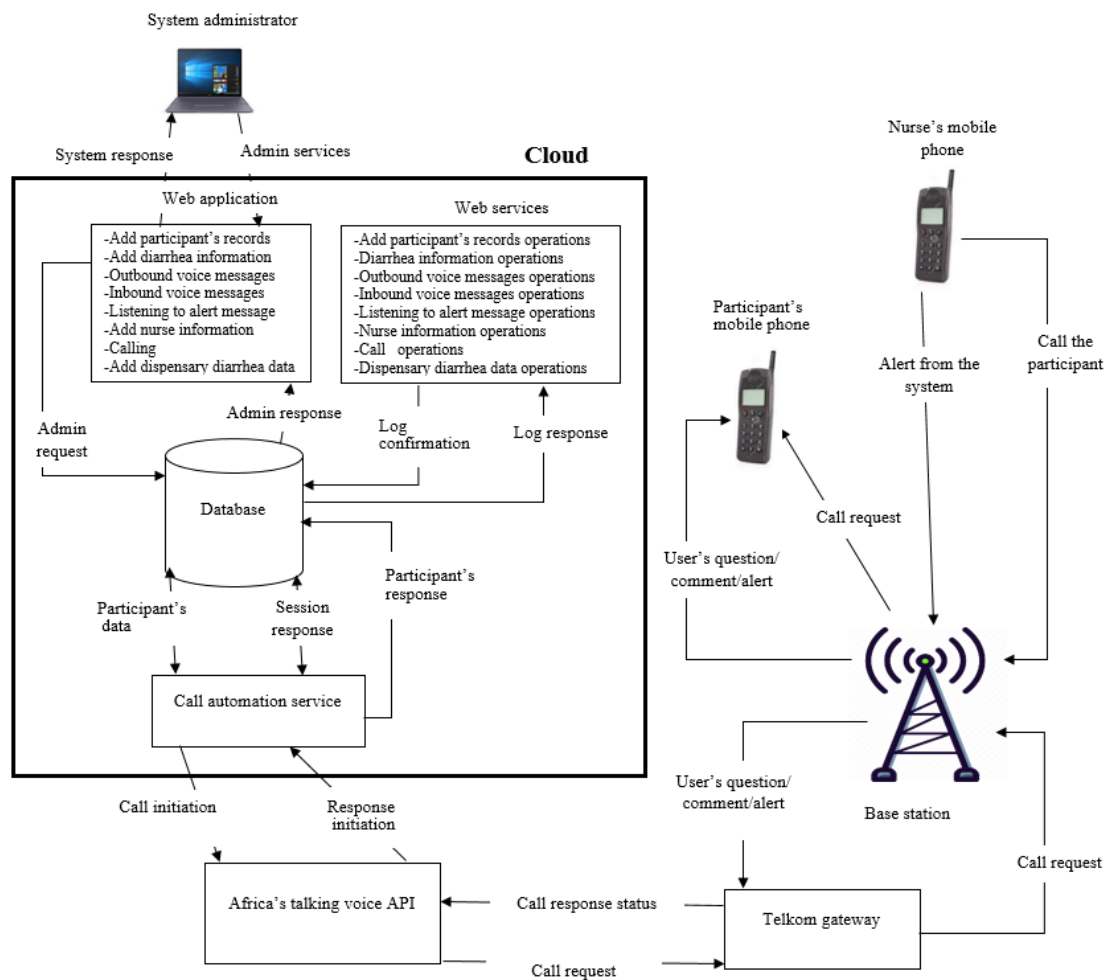 System administrator
System response
Admin services
Cloud
Web application
-Add participant's records
-Add diarrhea information
-Outbound voice messages
-Inbound voice messages
-Listening to alert message
-Add nurse information
-Calling
-Add dispensary diarrhea data
Web services
-Add participant's records operations
-Diarrhea information operations
-Outbound voice messages operations
-Inbound voice messages operations
-Listening to alert message operations
-Nurse information operations
-Call operations
-Dispensary diarrhea data operations
Admin
request
Admin response
Log
confirmation
Log response
Database
Participant's
data
Session
response
Participant's
response
Call automation service
Call initiation
Response
initiation
Africa's talking voice API
Call response status
Call request
Telkom gateway
Nurse's mobile
phone
Participant's
mobile phone
Alert from the
system
Call the
participant
Call request
User's question/
comment/alert
User's question/
comment/alert
Base station
Call request